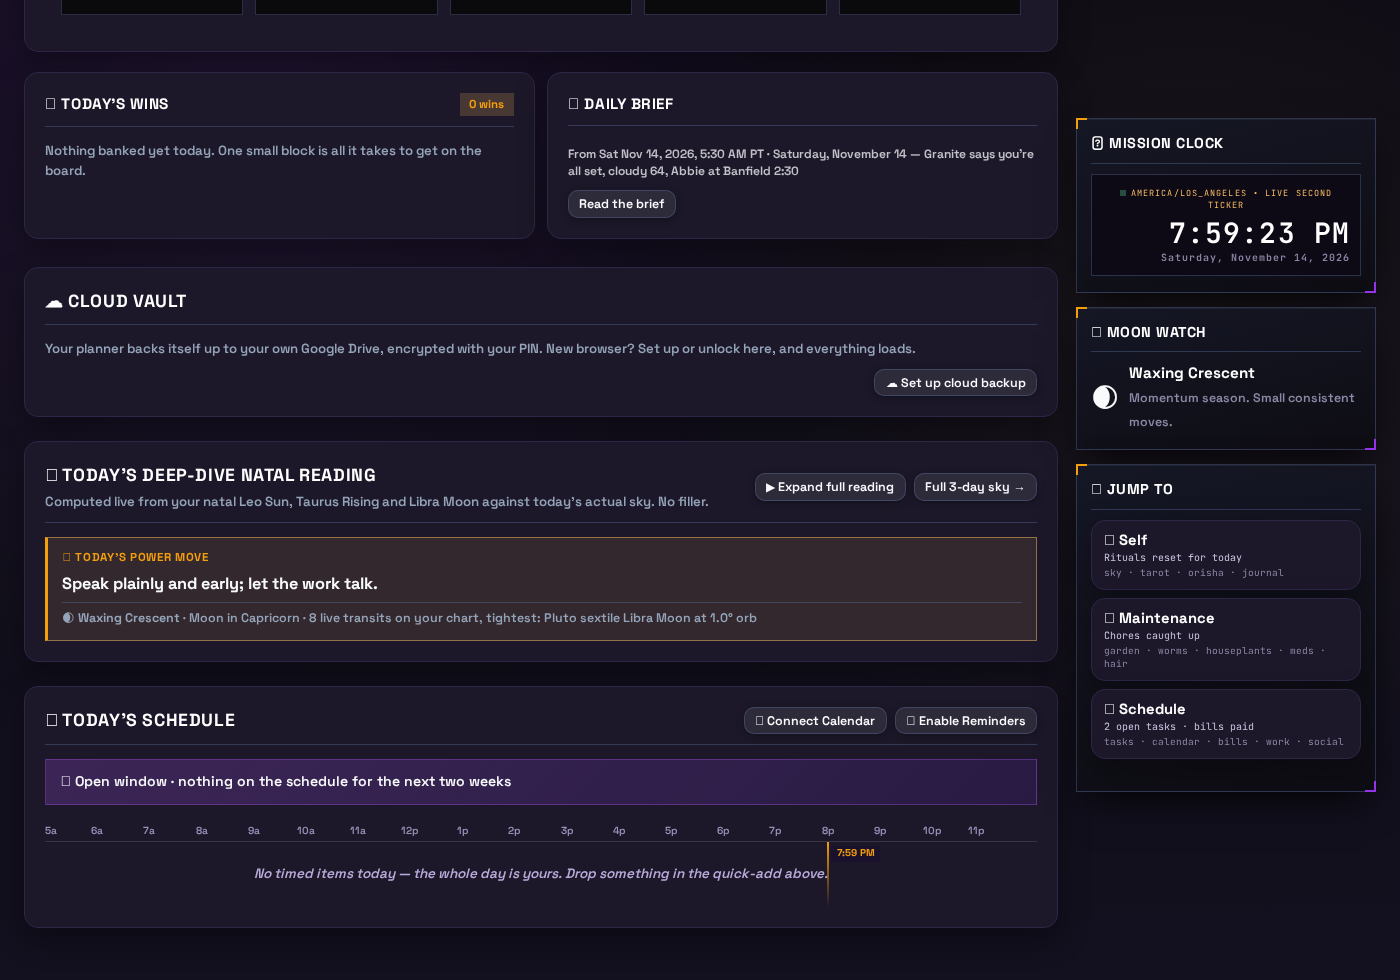 TODAY'S WINS
0 wins
Nothing banked yet today. One small block is all it takes to get on the
board.
DAILY BRIEF
From Sat Nov 14, 2026, 5:30 AM PT · Saturday, November 14 — Granite says you're
all set, cloudy 64, Abbie at Banfield 2:30
Read the brief
☁ CLOUD VAULT
Your planner backs itself up to your own Google Drive, encrypted with your PIN. New browser? Set up or unlock here, and everything loads.
☁ Set up cloud backup
TODAY'S DEEP-DIVE NATAL READING
Computed live from your natal Leo Sun, Taurus Rising and Libra Moon against today's actual sky. No filler.
▶ Expand full reading
Full 3-day sky →
TODAY'S POWER MOVE
Speak plainly and early; let the work talk.
Waxing Crescent · Moon in Capricorn · 8 live transits on your chart, tightest: Pluto sextile Libra Moon at 1.0° orb
TODAY'S SCHEDULE
Connect Calendar
Enable Reminders
Open window · nothing on the schedule for the next two weeks
5a 6a 7a 8a 9a 10a 11a 12p 1p 2p 3p 4p 5p 6p 7p 8p 9p 10p 11p
7:59 PM
No timed items today — the whole day is yours. Drop something in the quick-add above.
MISSION CLOCK
AMERICA/LOS_ANGELES • LIVE SECOND
TICKER
7:59:23 PM
Saturday, November 14, 2026
MOON WATCH
Waxing Crescent
Momentum season. Small consistent
moves.
JUMP TO
Self
Rituals reset for today
sky · tarot · orisha · journal
Maintenance
Chores caught up
garden · worms · houseplants · meds ·
hair
Schedule
2 open tasks · bills paid
tasks · calendar · bills · work · social